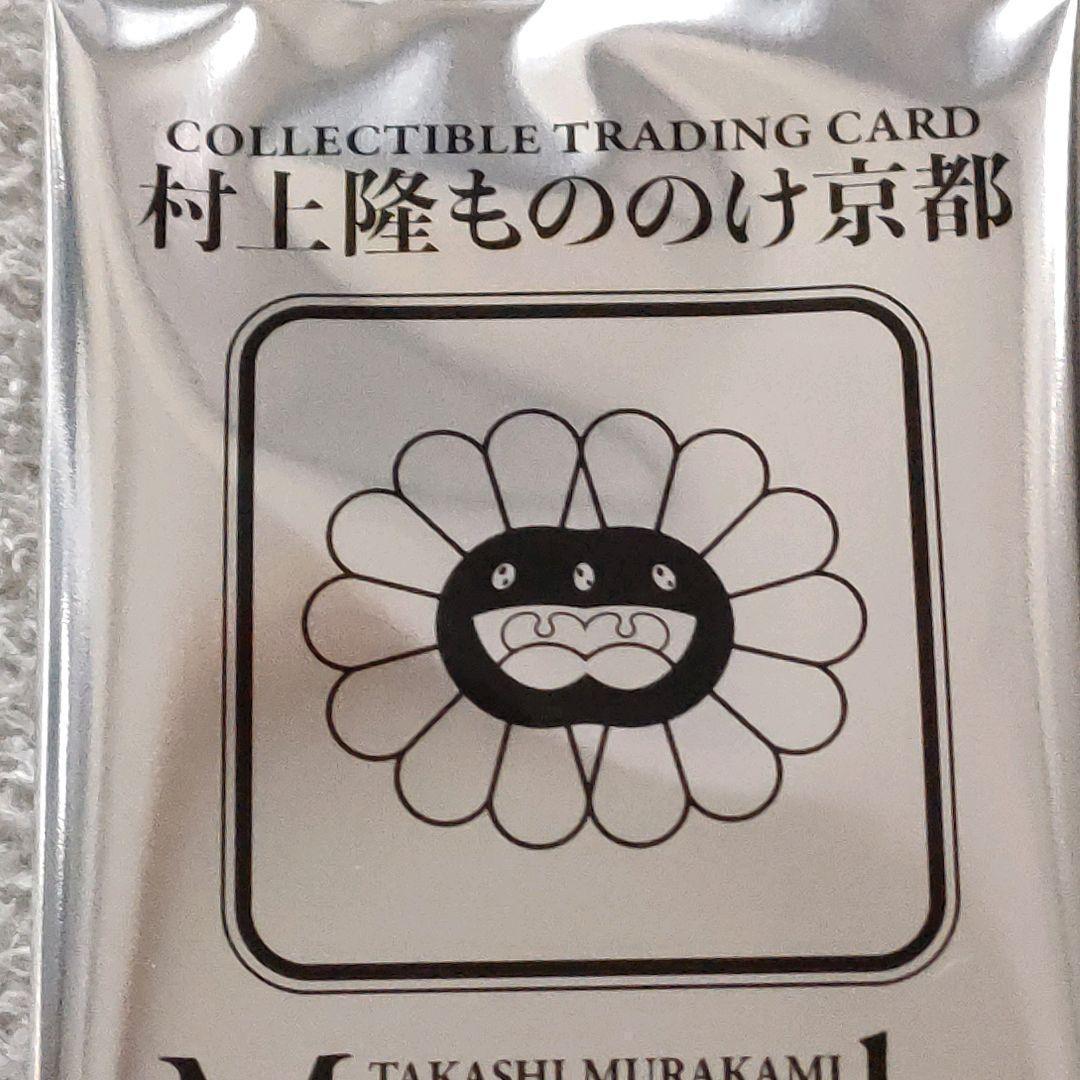 COLLECTIBLE TRADING CARD
村上隆もののけ京都
TAKASHI MURAKAMI